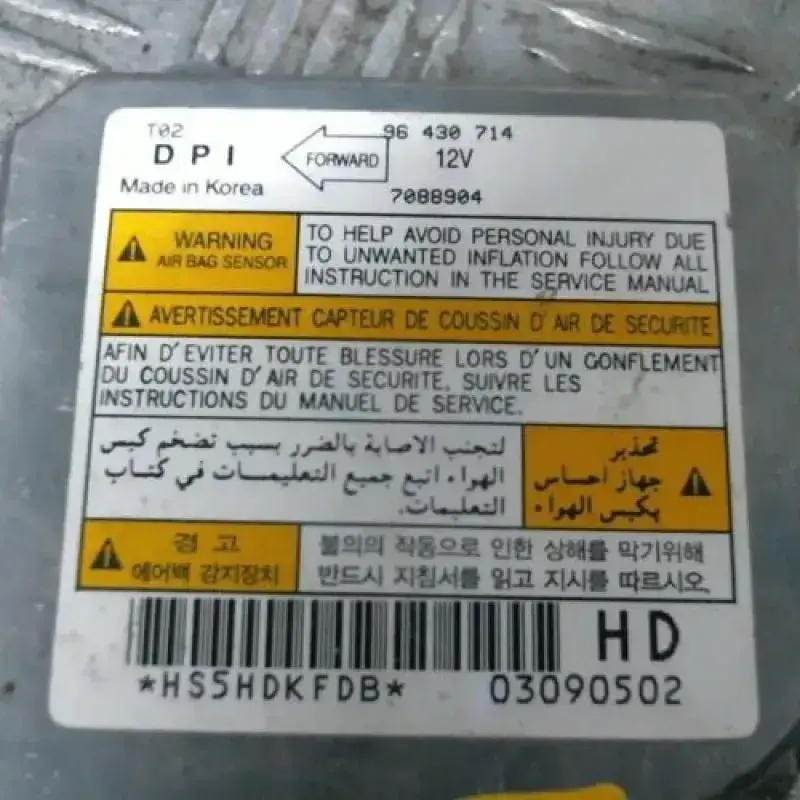 T02
96 430 714
DPI
FORWARD
12V
Made in Korea
7088904
WARNING
AIR BAG SENSOR
TO HELP AVOID PERSONAL INJURY DUE
TO UNWANTED INFLATION FOLLOW ALL
INSTRUCTION IN THE SERVICE MANUAL
AVERTISSEMENT CAPTEUR DE COUSSIN D'AIR DE SECURITE
AFIN D'EVITER TOUTE BLESSURE LORS D'UN GONFLEMENT
DU COUSSIN D'AIR DE SECURITE, SUIVRE LES
INSTRUCTIONS DU MANUEL DE SERVICE.
تحذير
جهاز احساس
بكيس الهواء
لتجنب الاصابة بالضرر بسبب تضخم كيس
الهواء اتبع جميع التعليمات في كتاب
التعليمات.
경 고
에어백 감지장치
불의의 작동으로 인한 상해를 막기위해
반드시 지침서를 읽고 지시를 따르시오.
HD
*HS5HDKFDB*
03090502